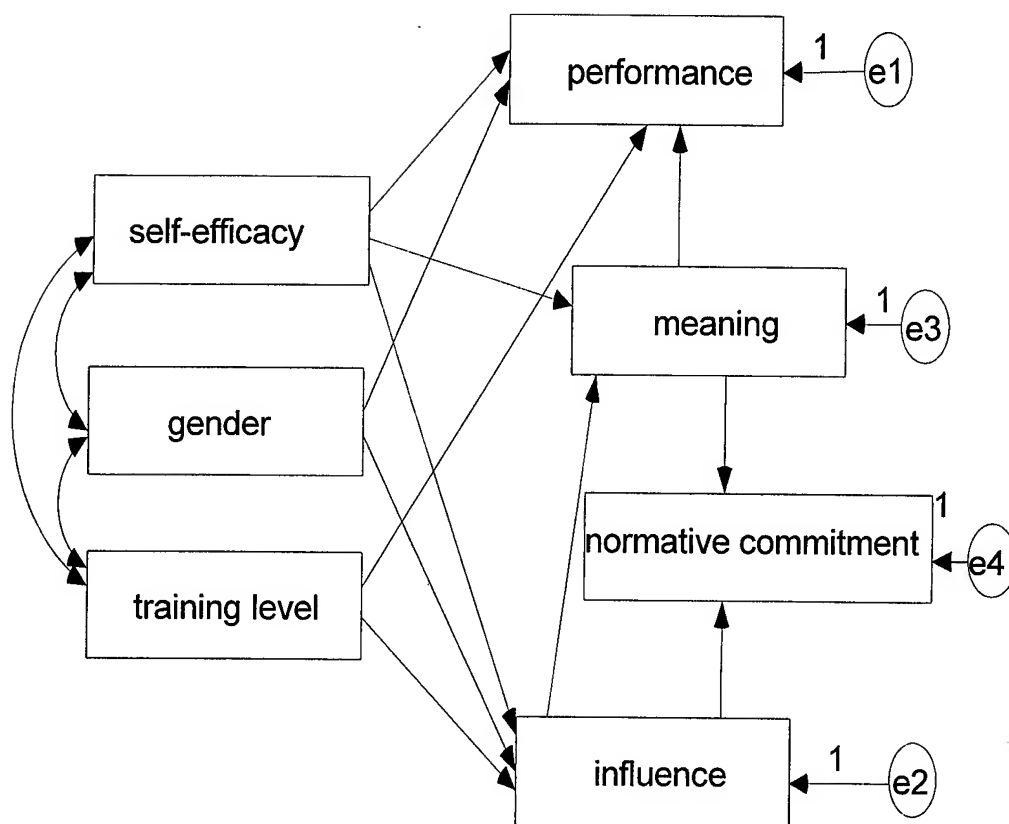 performance
1
e1
self-efficacy
meaning
1
e3
gender
normative commitment
1
e4
training level
influence
1
e2